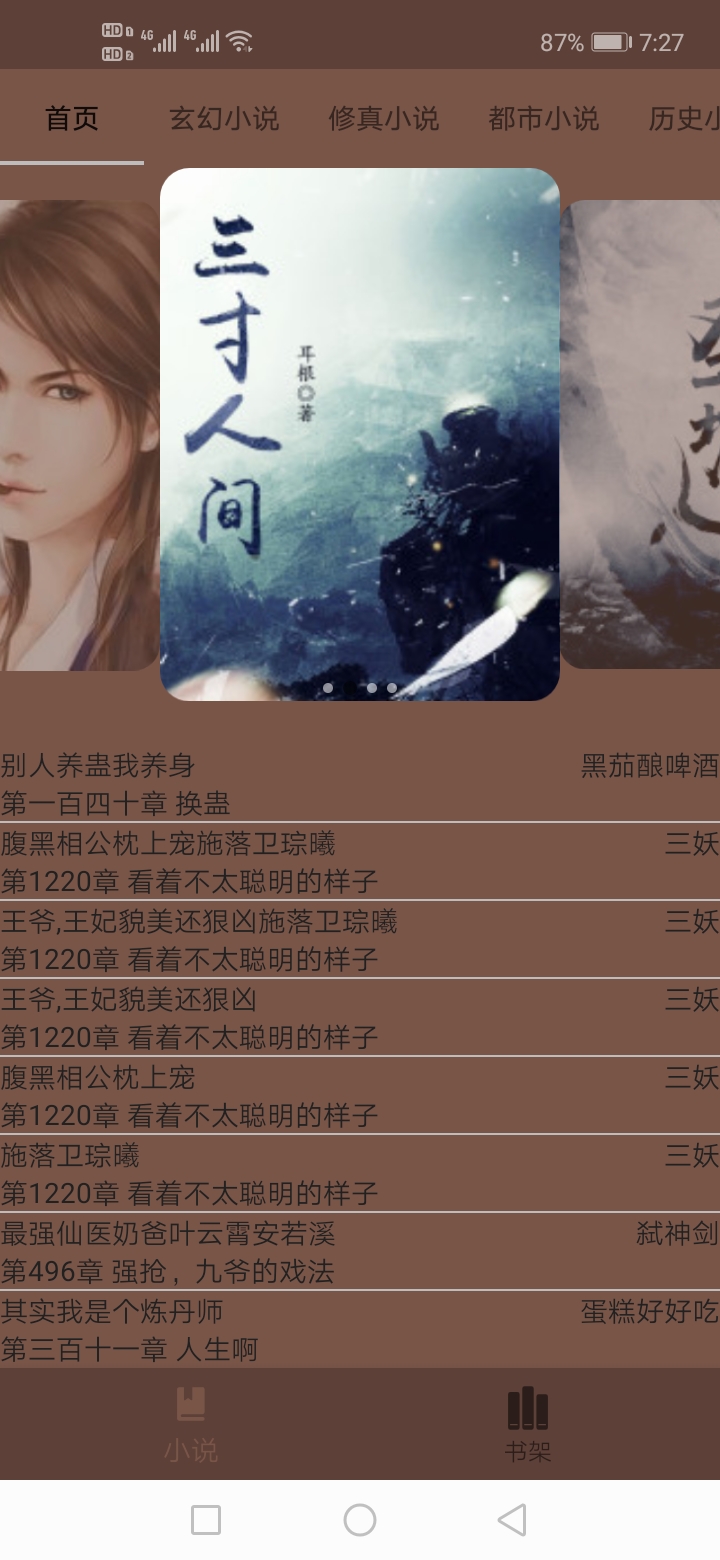 HD 1 4G 4G 87% 7:27
HD 2
首页 玄幻小说 修真小说 都市小说 历史小
三寸人间
耳根◎著
别人养蛊我养身 黑茄酿啤酒
第一百四十章 换蛊
腹黑相公枕上宠施落卫琮曦 三妖
第1220章 看着不太聪明的样子
王爷,王妃貌美还狠凶施落卫琮曦 三妖
第1220章 看着不太聪明的样子
王爷,王妃貌美还狠凶 三妖
第1220章 看着不太聪明的样子
腹黑相公枕上宠 三妖
第1220章 看着不太聪明的样子
施落卫琮曦 三妖
第1220章 看着不太聪明的样子
最强仙医奶爸叶云霄安若溪 弑神剑
第496章 强抢，九爷的戏法
其实我是个炼丹师 蛋糕好好吃
第三百十一章 人生啊
小说 书架